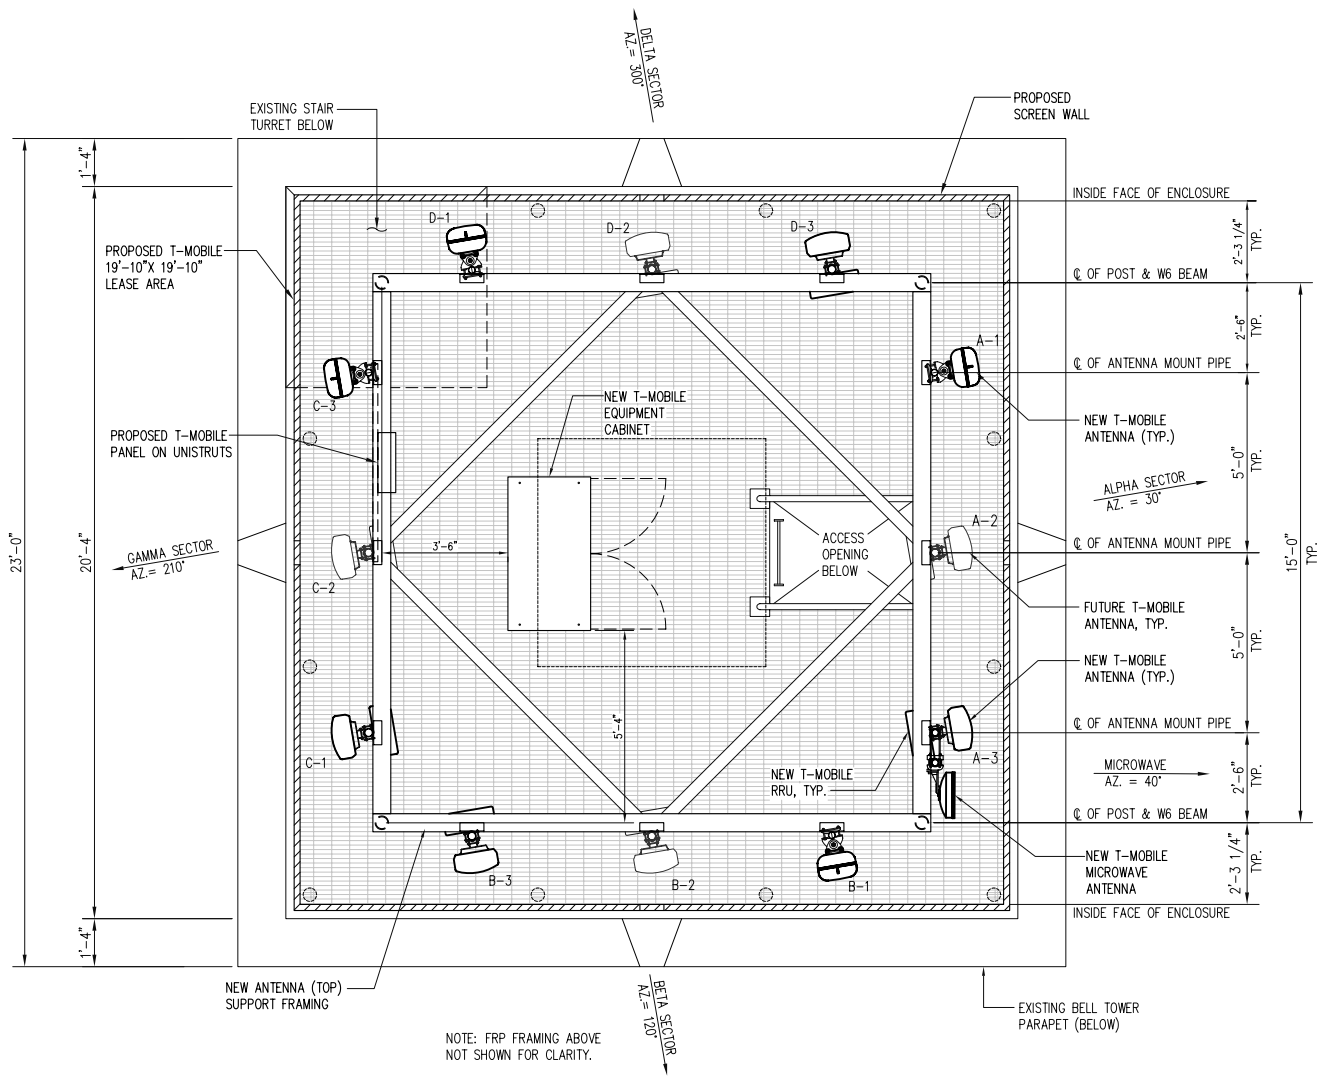 DELTA SECTOR
AZ.= 300°
EXISTING STAIR
TURRET BELOW
PROPOSED
SCREEN WALL
1'-4"
INSIDE FACE OF ENCLOSURE
D-1
D-2
D-3
2'-3 1/4"
TYP.
PROPOSED T-MOBILE
19'-10"X 19'-10"
LEASE AREA
℄ OF POST & W6 BEAM
2'-6"
TYP.
A-1
℄ OF ANTENNA MOUNT PIPE
C-3
NEW T-MOBILE
EQUIPMENT
CABINET
NEW T-MOBILE
ANTENNA (TYP.)
PROPOSED T-MOBILE
PANEL ON UNISTRUTS
5'-0"
TYP.
ALPHA SECTOR
AZ. = 30°
A-2
23'-0"
20'-4"
GAMMA SECTOR
AZ.= 210°
3'-6"
ACCESS
OPENING
BELOW
℄ OF ANTENNA MOUNT PIPE
15'-0"
TYP.
C-2
FUTURE T-MOBILE
ANTENNA, TYP.
5'-0"
TYP.
NEW T-MOBILE
ANTENNA (TYP.)
5'-4"
℄ OF ANTENNA MOUNT PIPE
C-1
A-3
NEW T-MOBILE
RRU, TYP.
MICROWAVE
AZ. = 40°
2'-6"
TYP.
℄ OF POST & W6 BEAM
NEW T-MOBILE
MICROWAVE
ANTENNA
2'-3 1/4"
TYP.
B-3
B-2
B-1
INSIDE FACE OF ENCLOSURE
1'-4"
NEW ANTENNA (TOP)
SUPPORT FRAMING
BETA SECTOR
AZ.= 120°
EXISTING BELL TOWER
PARAPET (BELOW)
NOTE: FRP FRAMING ABOVE
NOT SHOWN FOR CLARITY.